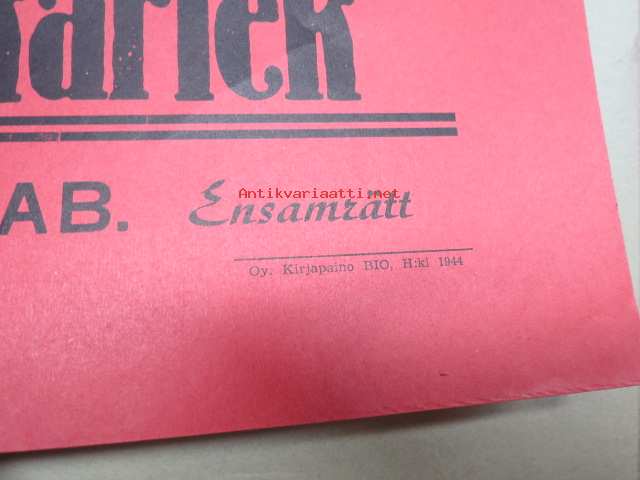 AB. Ensamrätt
Antikvariaatti.net
Oy. Kirjapaino BIO, H:ki 1944